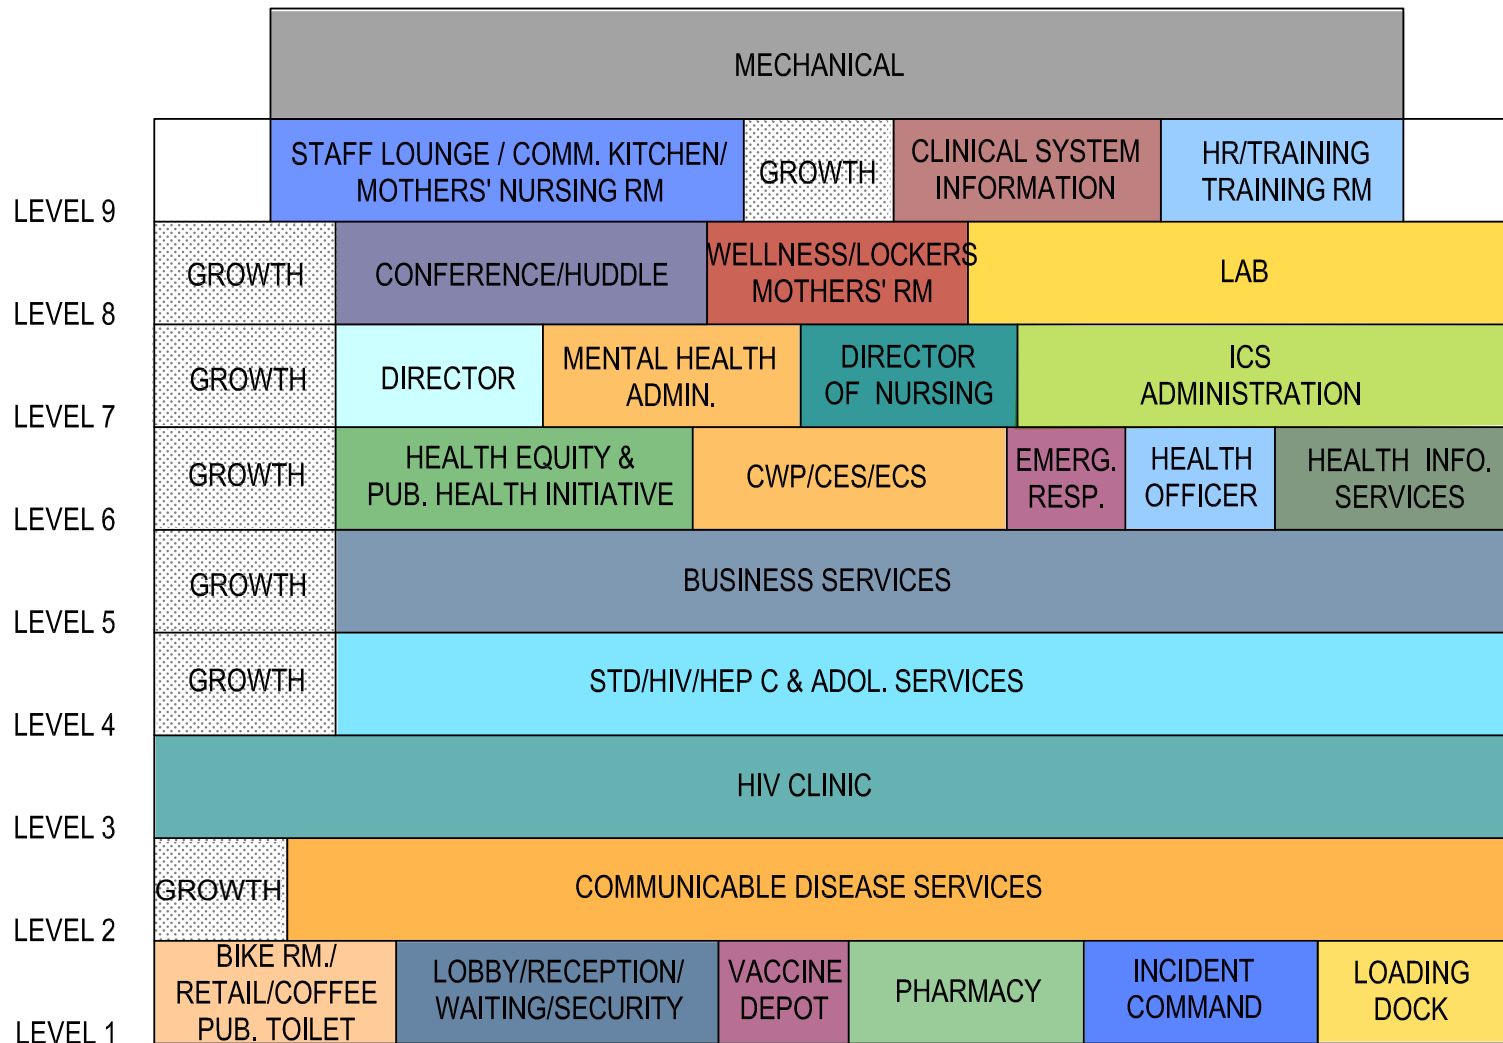 MECHANICAL
STAFF LOUNGE / COMM. KITCHEN/
MOTHERS' NURSING RM
GROWTH
CLINICAL SYSTEM
INFORMATION
HR/TRAINING
TRAINING RM
LEVEL 9
GROWTH
CONFERENCE/HUDDLE
WELLNESS/LOCKERS
MOTHERS' RM
LAB
LEVEL 8
GROWTH
DIRECTOR
MENTAL HEALTH
ADMIN.
DIRECTOR
OF NURSING
ICS
ADMINISTRATION
LEVEL 7
GROWTH
HEALTH EQUITY &
PUB. HEALTH INITIATIVE
CWP/CES/ECS
EMERG.
RESP.
HEALTH
OFFICER
HEALTH INFO.
SERVICES
LEVEL 6
GROWTH
BUSINESS SERVICES
LEVEL 5
GROWTH
STD/HIV/HEP C & ADOL. SERVICES
LEVEL 4
HIV CLINIC
LEVEL 3
GROWTH
COMMUNICABLE DISEASE SERVICES
LEVEL 2
BIKE RM./
RETAIL/COFFEE
PUB. TOILET
LOBBY/RECEPTION/
WAITING/SECURITY
VACCINE
DEPOT
PHARMACY
INCIDENT
COMMAND
LOADING
DOCK
LEVEL 1